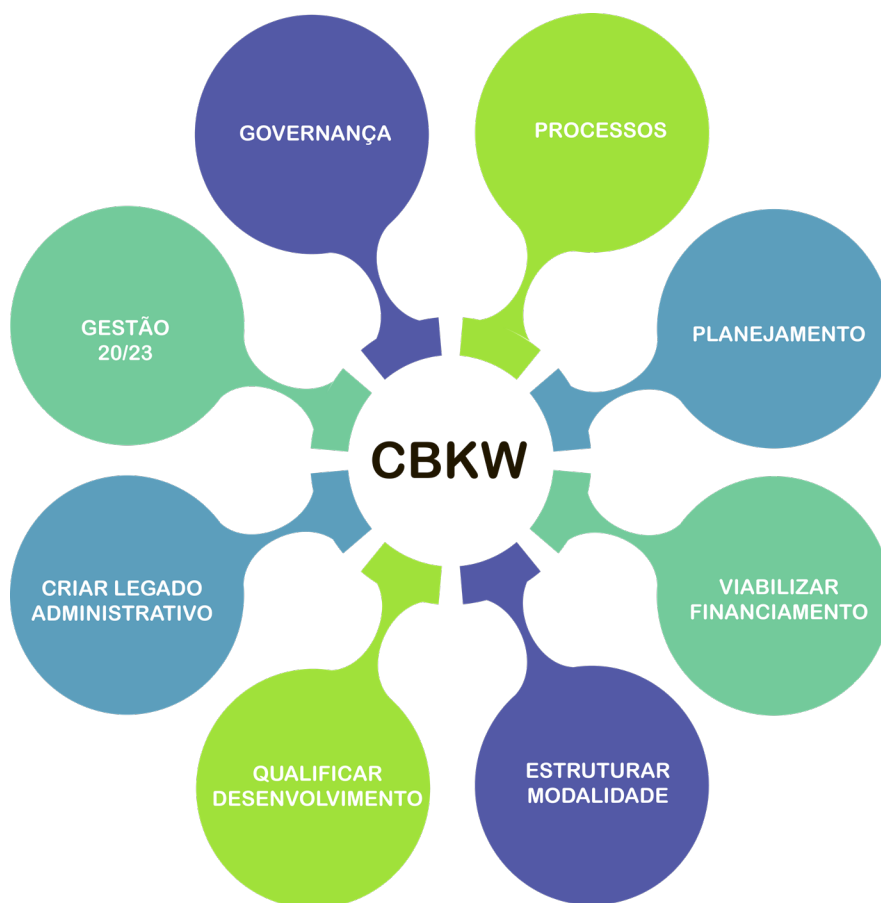 GOVERNANÇA
PROCESSOS
GESTÃO
20/23
PLANEJAMENTO
CBKW
CRIAR LEGADO
ADMINISTRATIVO
VIABILIZAR
FINANCIAMENTO
QUALIFICAR
DESENVOLVIMENTO
ESTRUTURAR
MODALIDADE